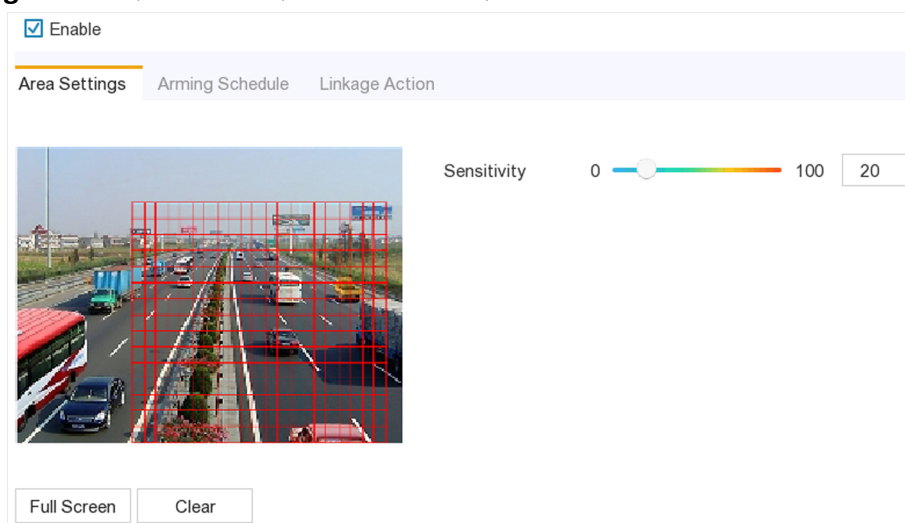 Enable
Area Settings Arming Schedule Linkage Action
Sensitivity 0 100 20
Full Screen Clear